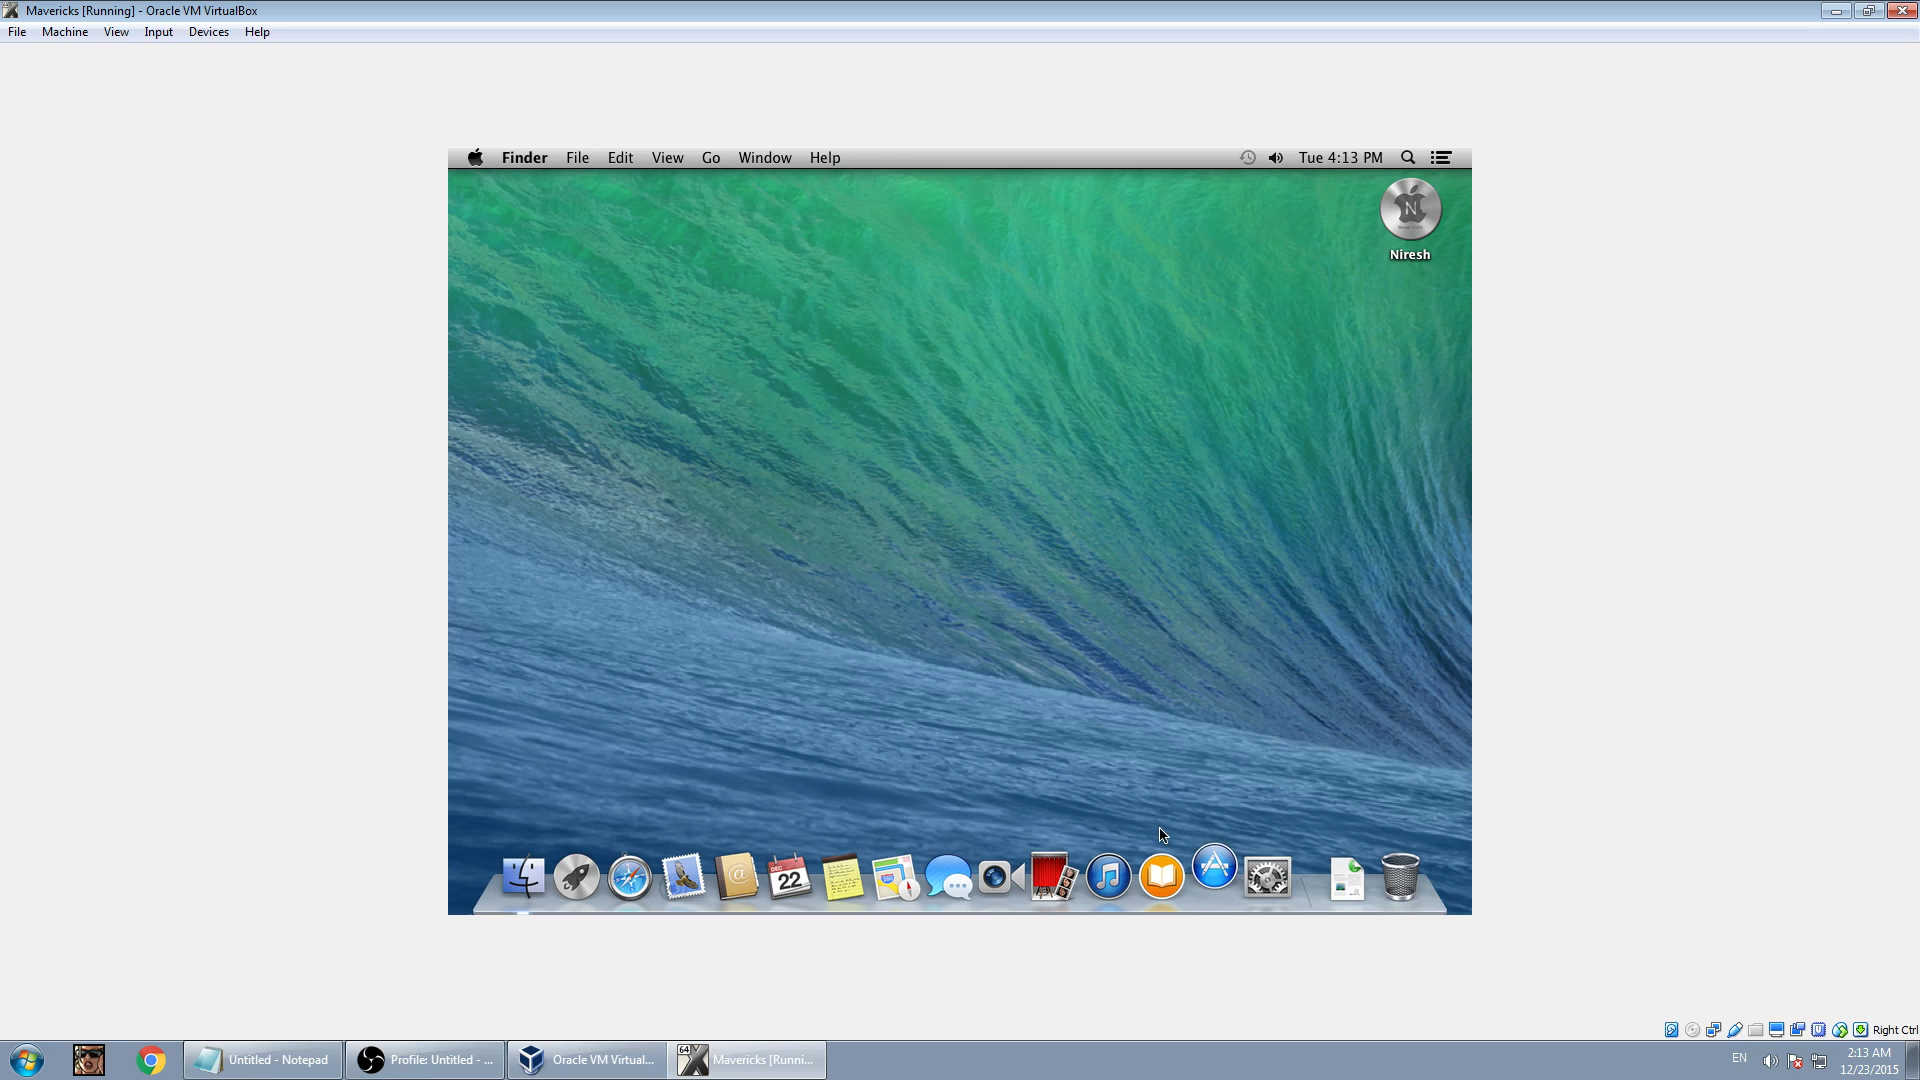 Mavericks [Running] - Oracle VM VirtualBox
File Machine View Input Devices Help
Finder File Edit View Go Window Help Tue 4:13 PM
N
Niresh
DEC
22
Right Ctrl
Untitled - Notepad
Profile: Untitled - ...
Oracle VM Virtual...
64
Mavericks [Runni...
EN
2:13 AM
12/23/2015